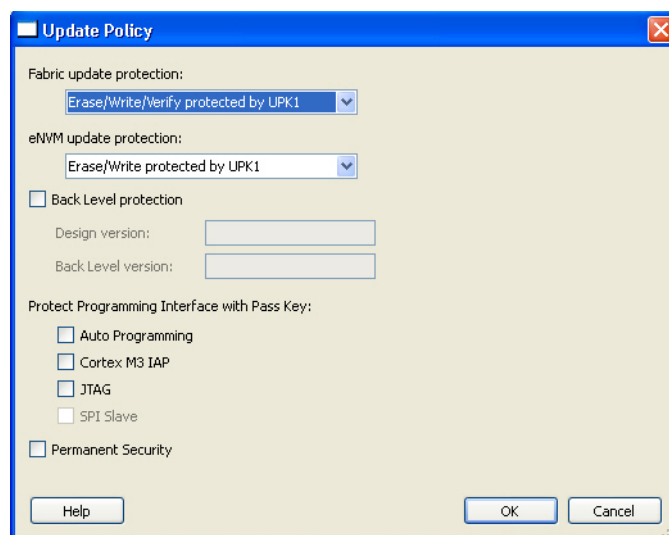 Update Policy
Fabric update protection:
Erase/Write/Verify protected by UPK1
eNVM update protection:
Erase/Write protected by UPK1
Back Level protection
Design version:
Back Level version:
Protect Programming Interface with Pass Key:
Auto Programming
Cortex M3 IAP
JTAG
SPI Slave
Permanent Security
Help OK Cancel